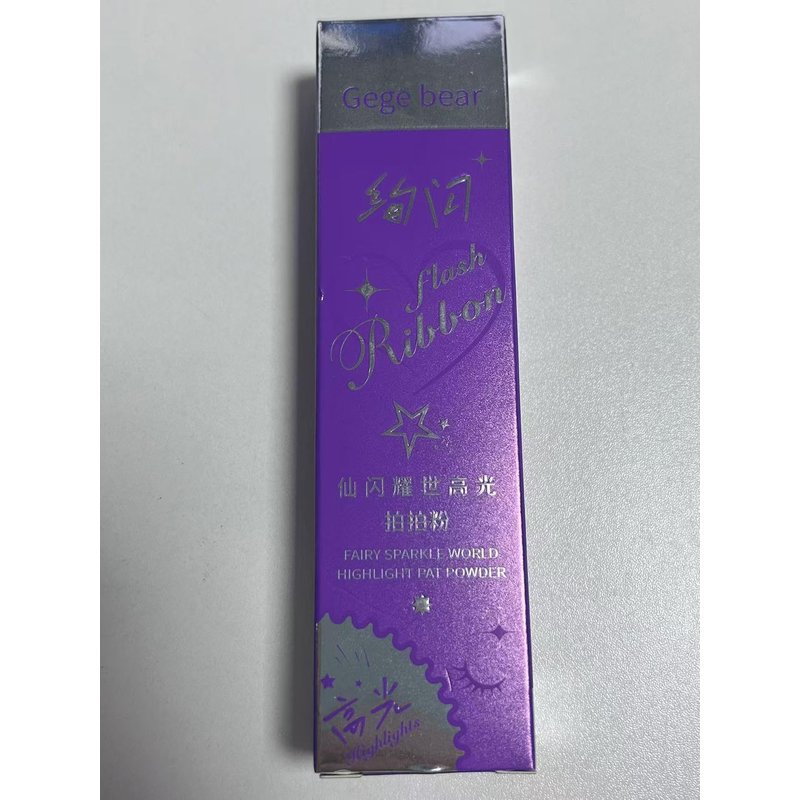 Gege bear
绚闪
flash
Ribbon
仙闪耀世高光
拍拍粉
FAIRY SPARKLE WORLD
HIGHLIGHT PAT POWDER
高光
Highlights